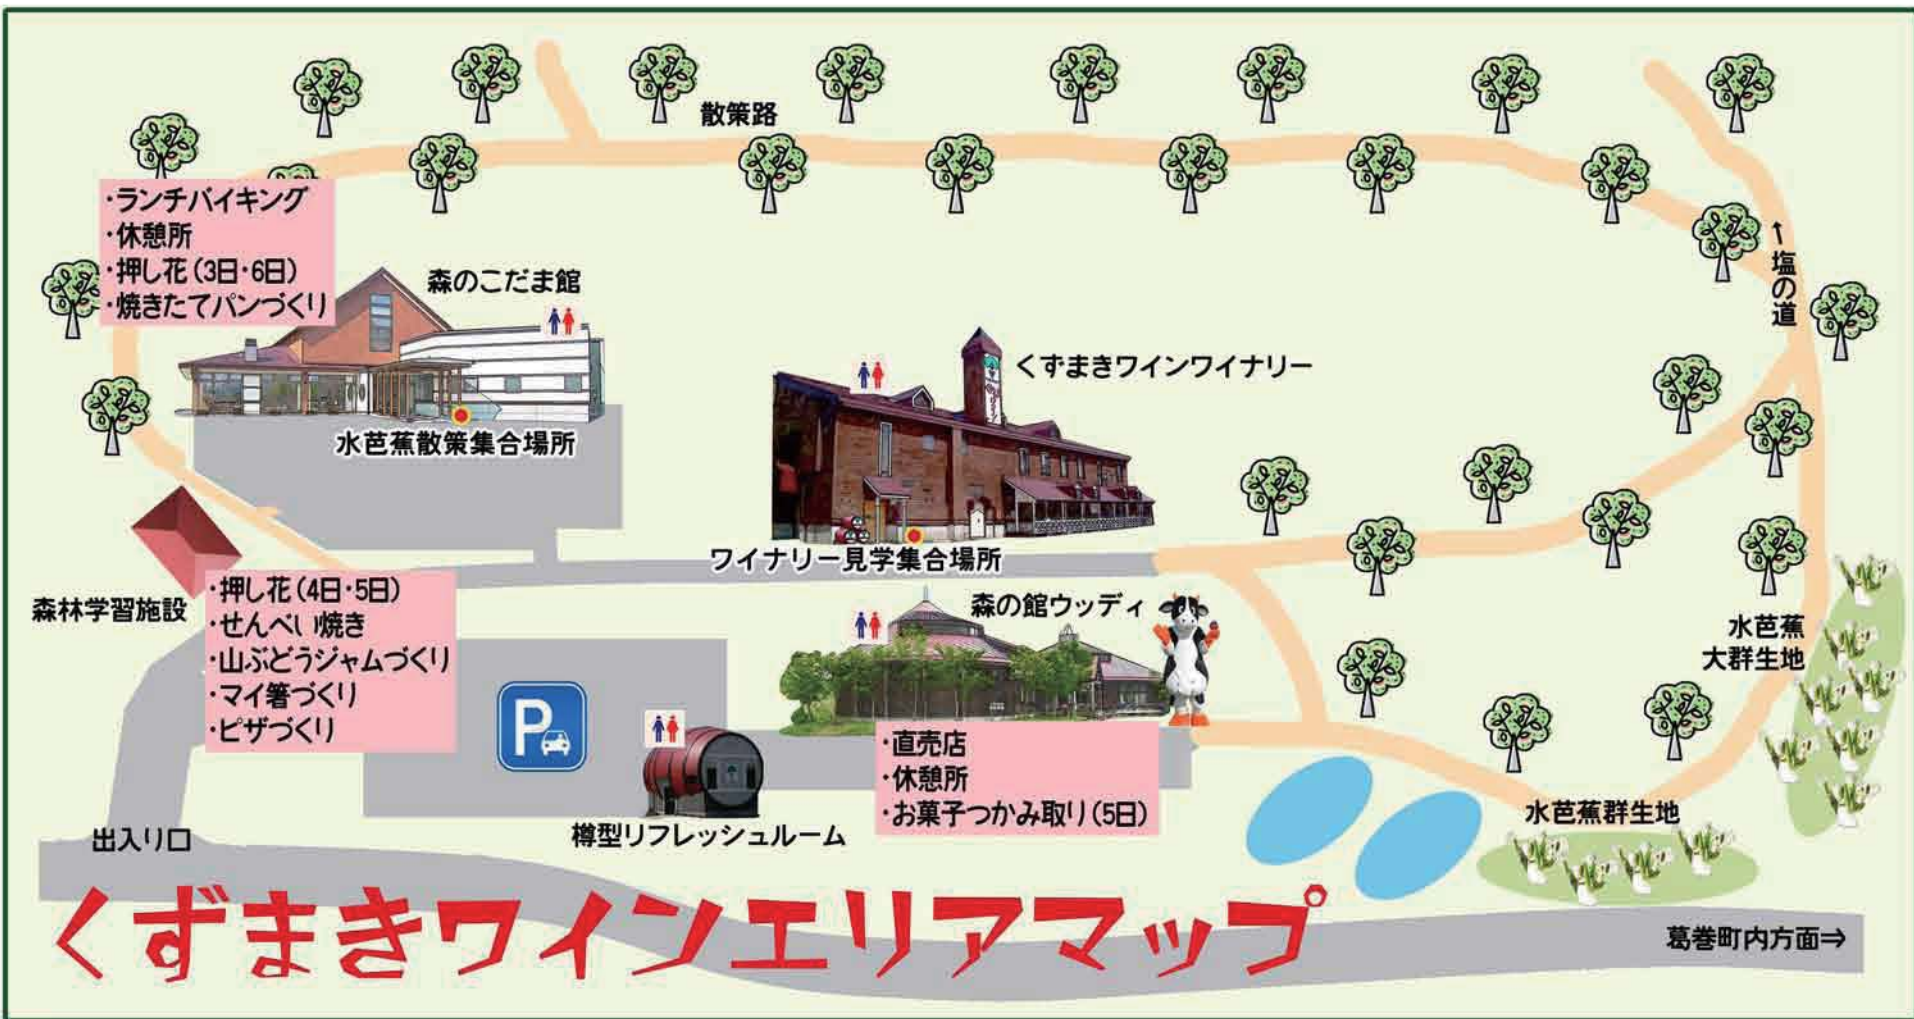 散策路
・ランチバイキング
・休憩所
・押し花(3日・6日)
・焼きたてパンづくり
森のこだま館
↑塩の道
くずまきワインワイナリー
水芭蕉散策集合場所
ワイナリー見学集合場所
森林学習施設
・押し花(4日・5日)
・せんべい焼き
・山ぶどうジャムづくり
・マイ箸づくり
・ピザづくり
森の館ウッディ
水芭蕉
大群生地
P
・直売店
・休憩所
・お菓子つかみ取り(5日)
水芭蕉群生地
出入り口
樽型リフレッシュルーム
くずまきワインエリアマップ
葛巻町内方面⇒